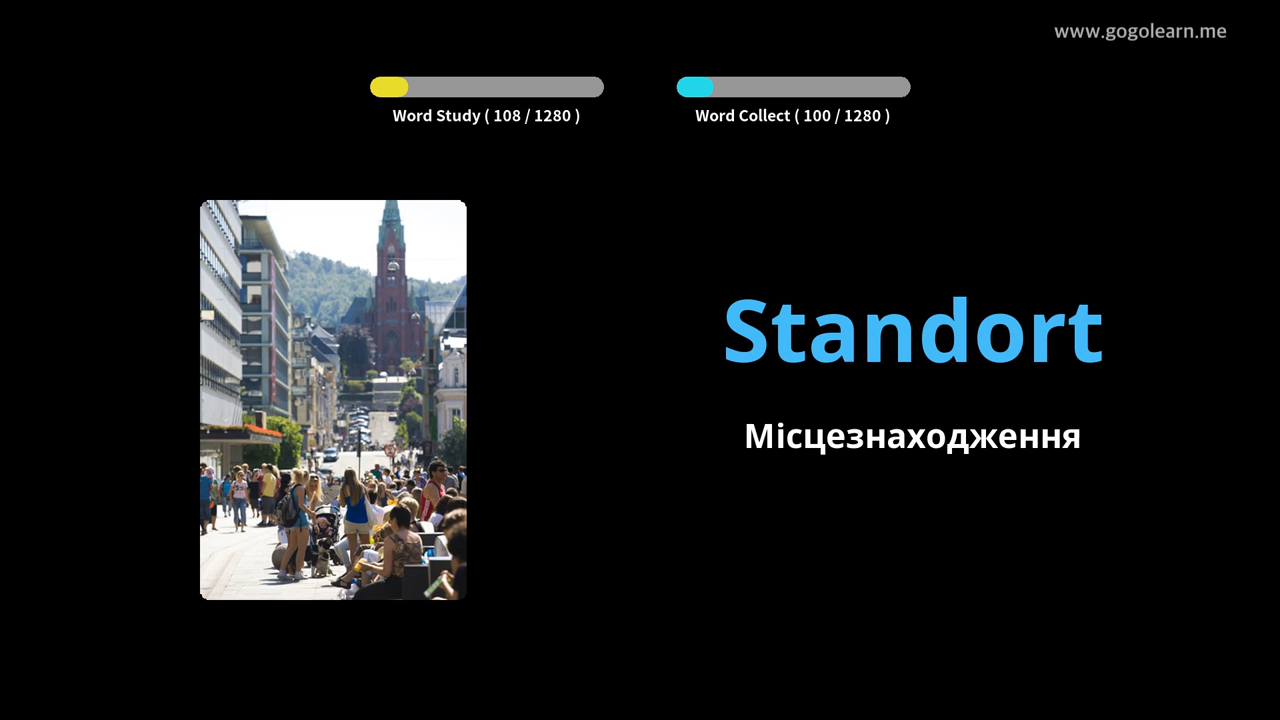 www.gogolearn.me
Word Study ( 108 / 1280 )
Word Collect ( 100 / 1280 )
Standort
Місцезнаходження